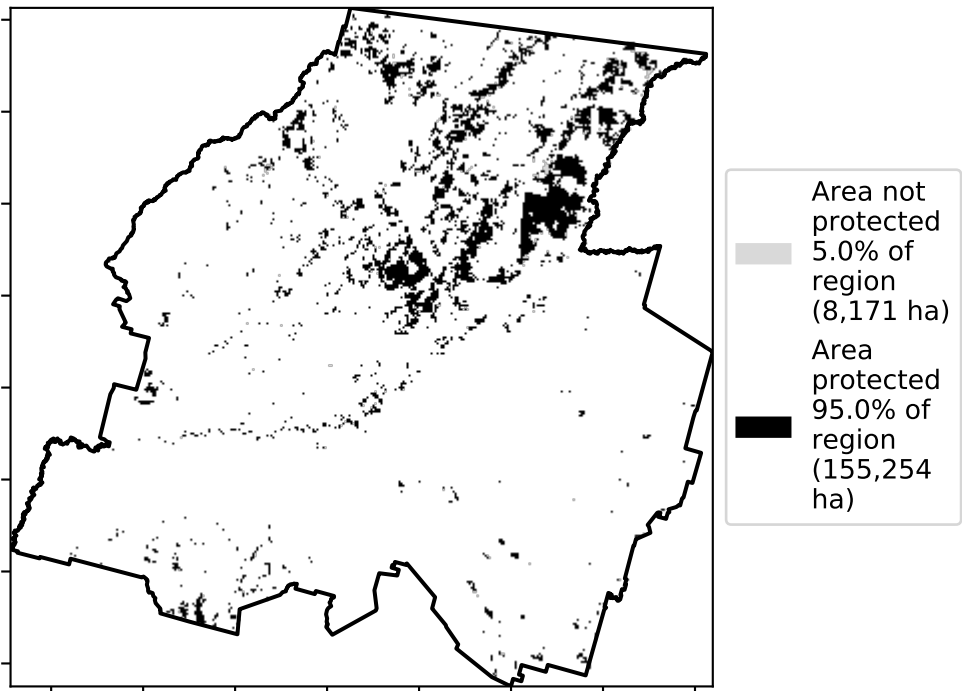 Area not
protected
5.0% of
region
(8,171 ha)
Area
protected
95.0% of
region
(155,254
ha)